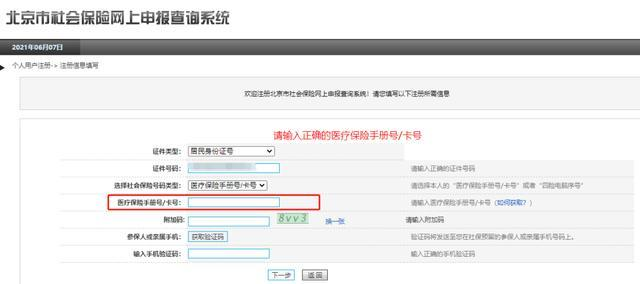 北京市社会保险网上申报查询系统
2021年06月07日
个人用户注册-> 注册信息填写
欢迎注册北京市社会保险网上申报查询系统！请您填写以下注册所需信息
请输入正确的医疗保险手册号/卡号
证件类型： 居民身份证号
证件号码： 请输入正确的证件号码
选择社会保险号码类型： 医疗保险手册号/卡号 请选择本人的“医疗保险手册号/卡号”或者“四险电脑序号”
医疗保险手册号/卡号： 请输入医疗保险手册号/卡号（如何获取？）
附加码： 8vv3 换一张 请输入附加码
参保人或亲属手机： 获取验证码 验证码将发送至您在社保预留的参保人或亲属手机号码上。
输入手机验证码： 输入正确的手机验证码
下一步 返回